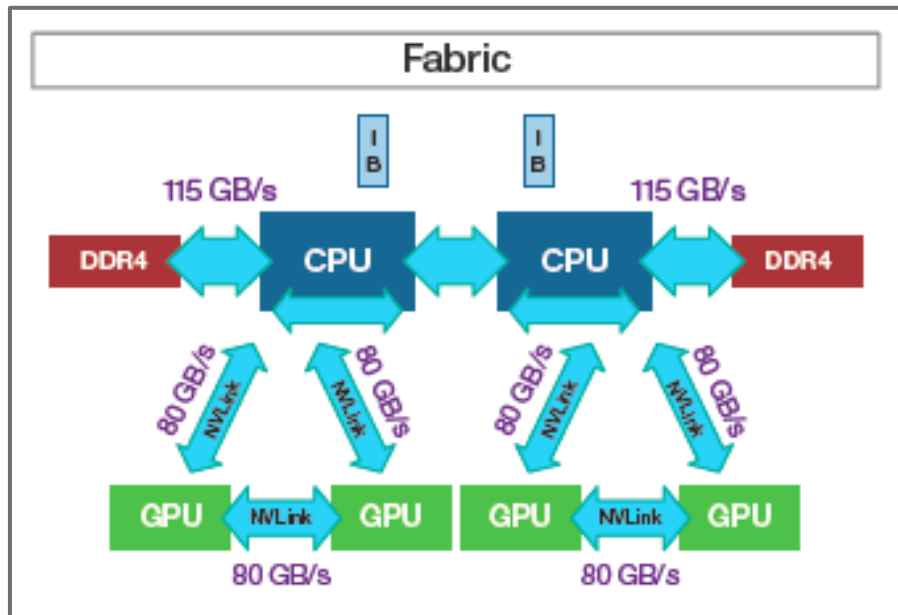 Fabric
I
B
I
B
115 GB/s
115 GB/s
DDR4
CPU
CPU
DDR4
80 GB/s
NVLink
NVLink
80 GB/s
80 GB/s
NVLink
NVLink
80 GB/s
GPU
NVLink
GPU
GPU
NVLink
GPU
80 GB/s
80 GB/s